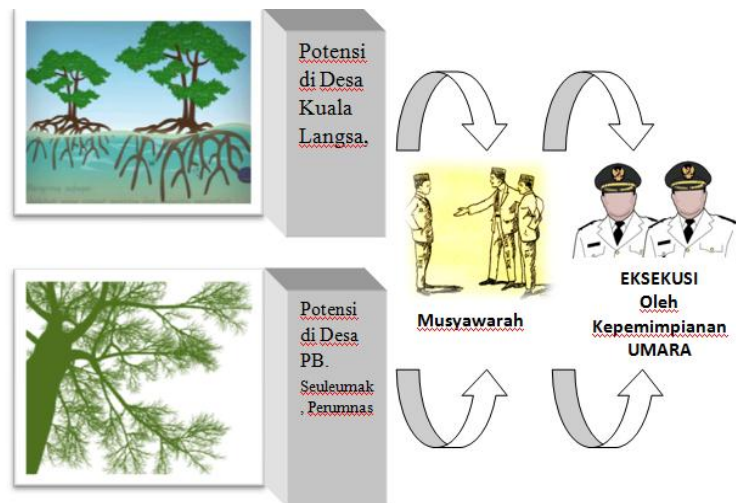 Potensi
di Desa
Kuala
Langsa,
Musyawarah
EKSEKUSI
Oleh
Kepemimpianan
UMARA
Potensi
di Desa
PB.
Seuleumak
, Perumnas